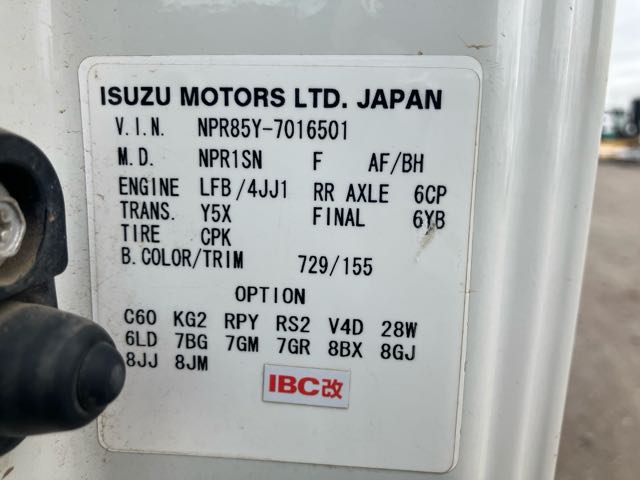 ISUZU MOTORS LTD. JAPAN
V.I.N. NPR85Y-7016501
M.D. NPR1SN F AF/BH
ENGINE LFB/4JJ1 RR AXLE 6CP
TRANS. Y5X FINAL 6YB
TIRE CPK
B.COLOR/TRIM 729/155
OPTION
C60 KG2 RPY RS2 V4D 28W
6LD 7BG 7GM 7GR 8BX 8GJ
8JJ 8JM
IBC改